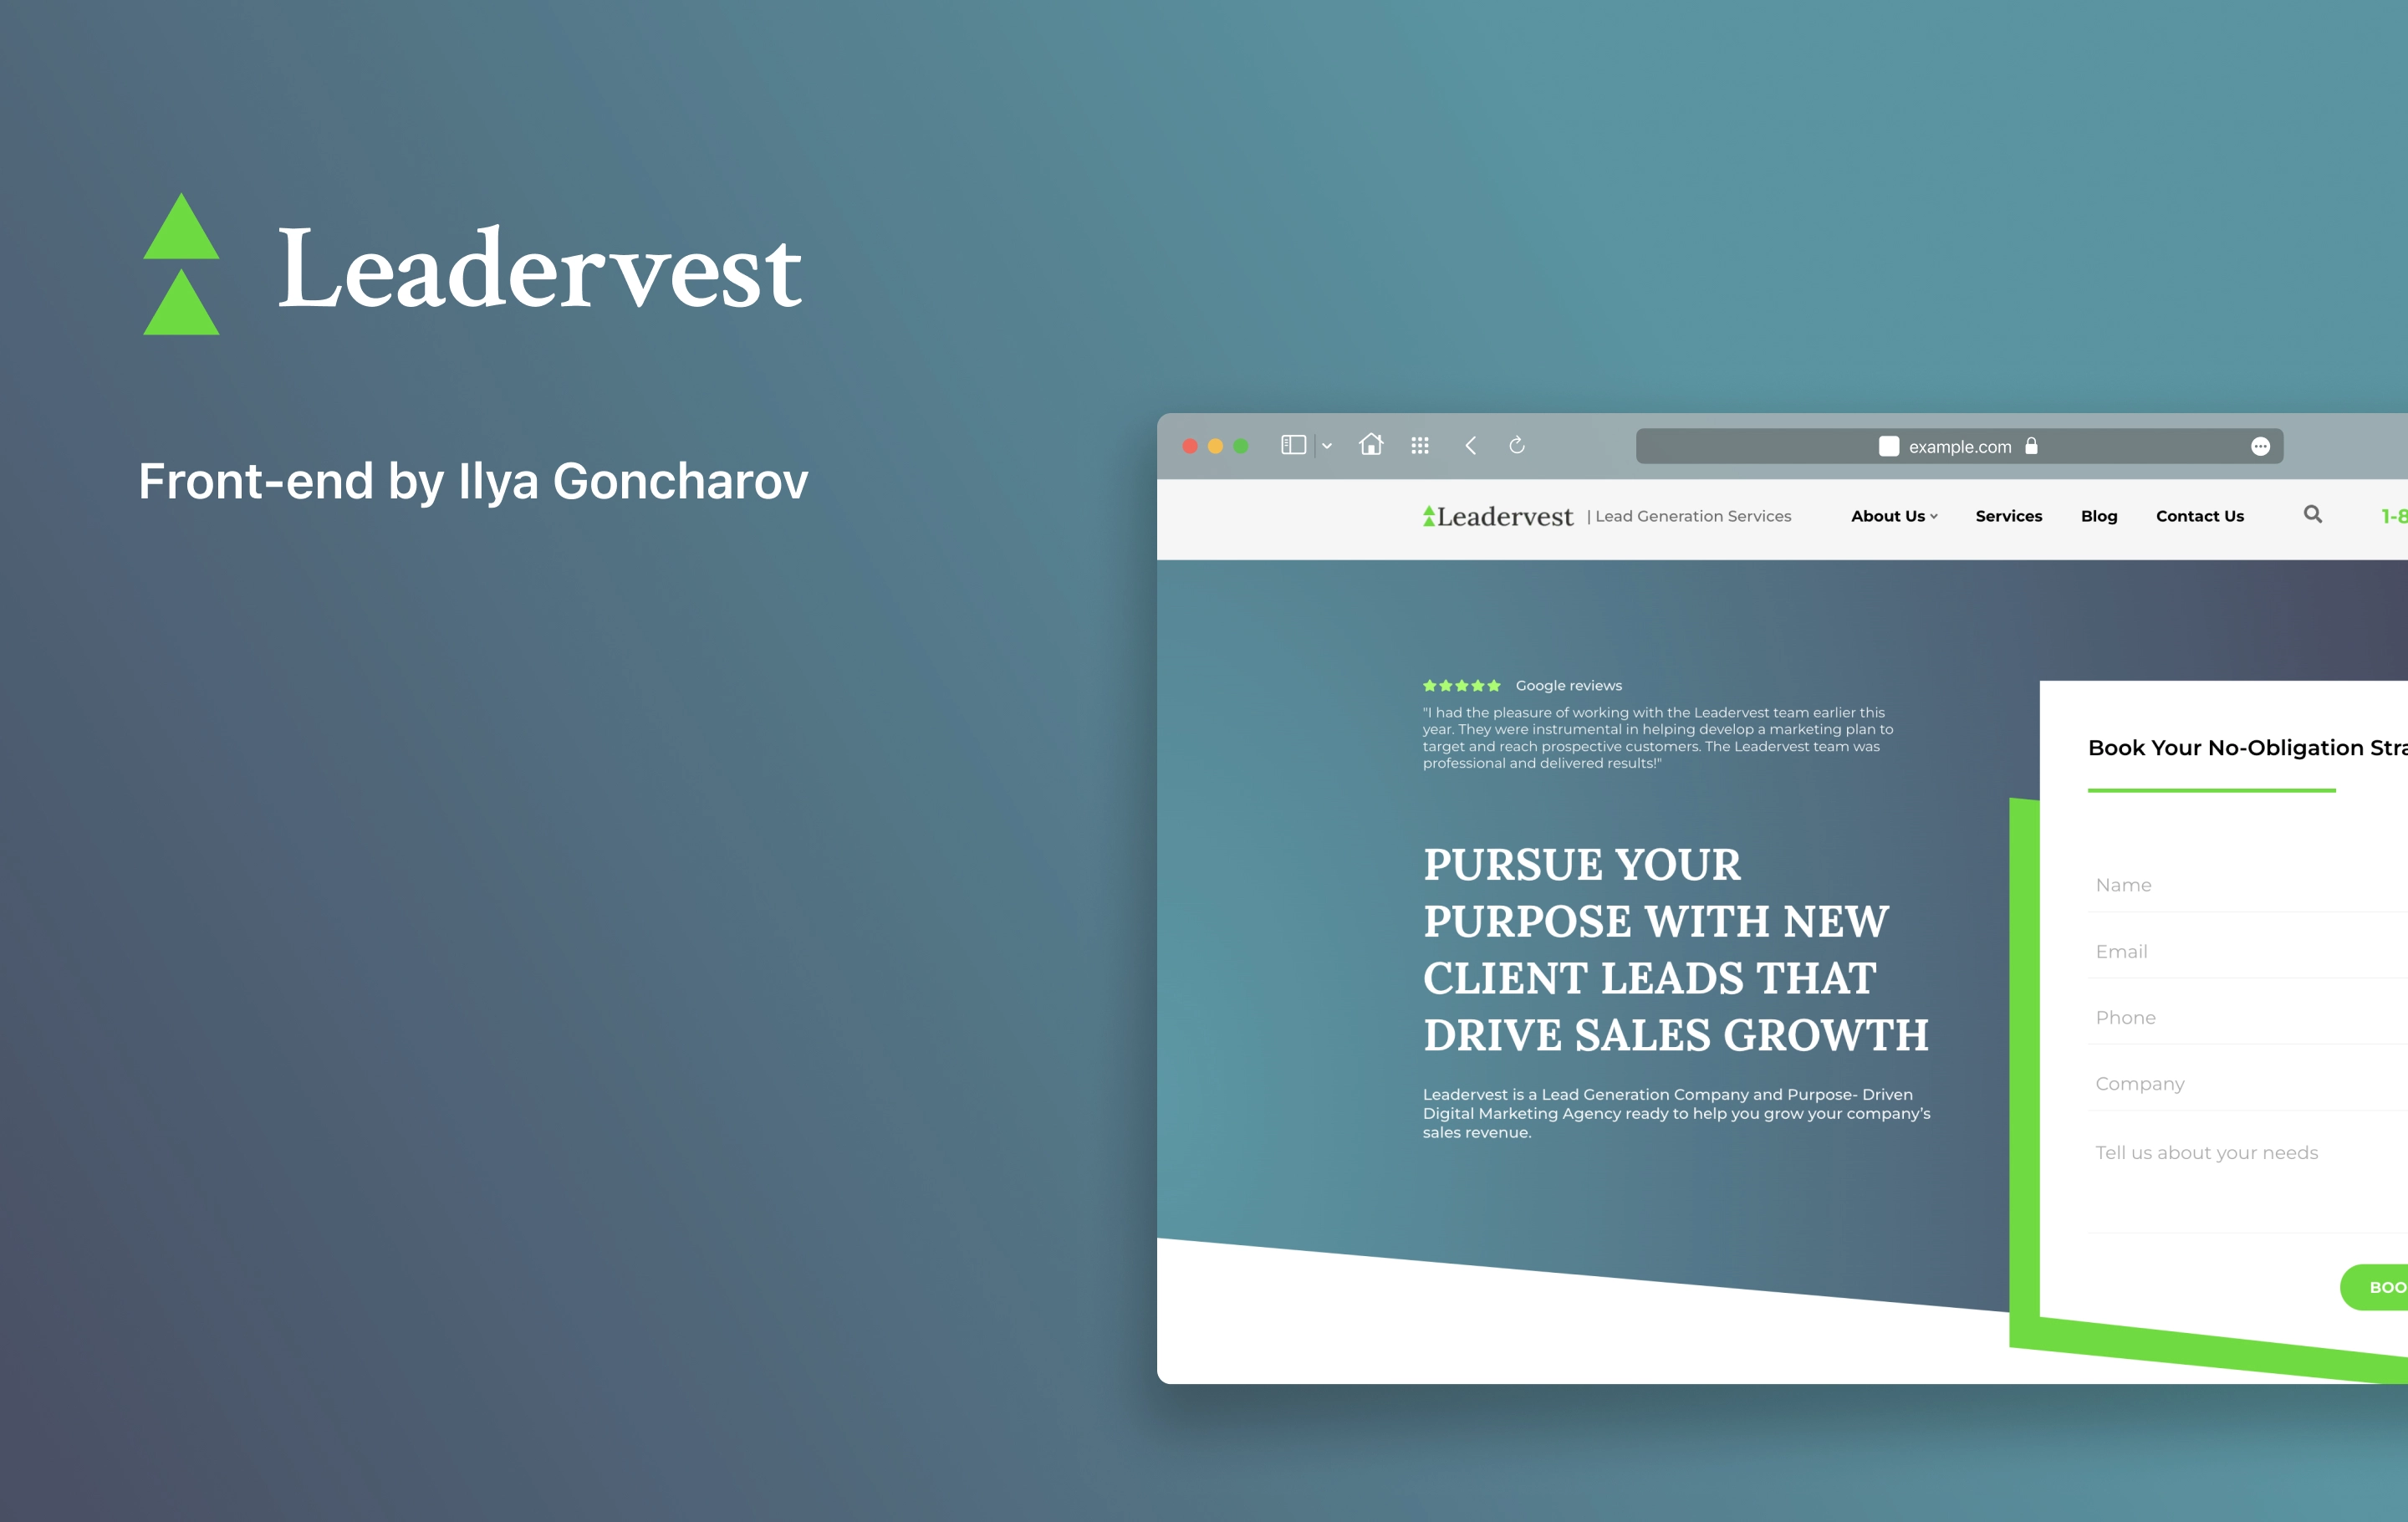 Leadervest
Front-end by Ilya Goncharov
example.com
Leadervest | Lead Generation Services
About Us
Services
Blog
Contact Us
1-8
Google reviews
"I had the pleasure of working with the Leadervest team earlier this
year. They were instrumental in helping develop a marketing plan to
target and reach prospective customers. The Leadervest team was
professional and delivered results!"
PURSUE YOUR
PURPOSE WITH NEW
CLIENT LEADS THAT
DRIVE SALES GROWTH
Leadervest is a Lead Generation Company and Purpose- Driven
Digital Marketing Agency ready to help you grow your company’s
sales revenue.
Book Your No-Obligation Stra
Name
Email
Phone
Company
Tell us about your needs
BOO